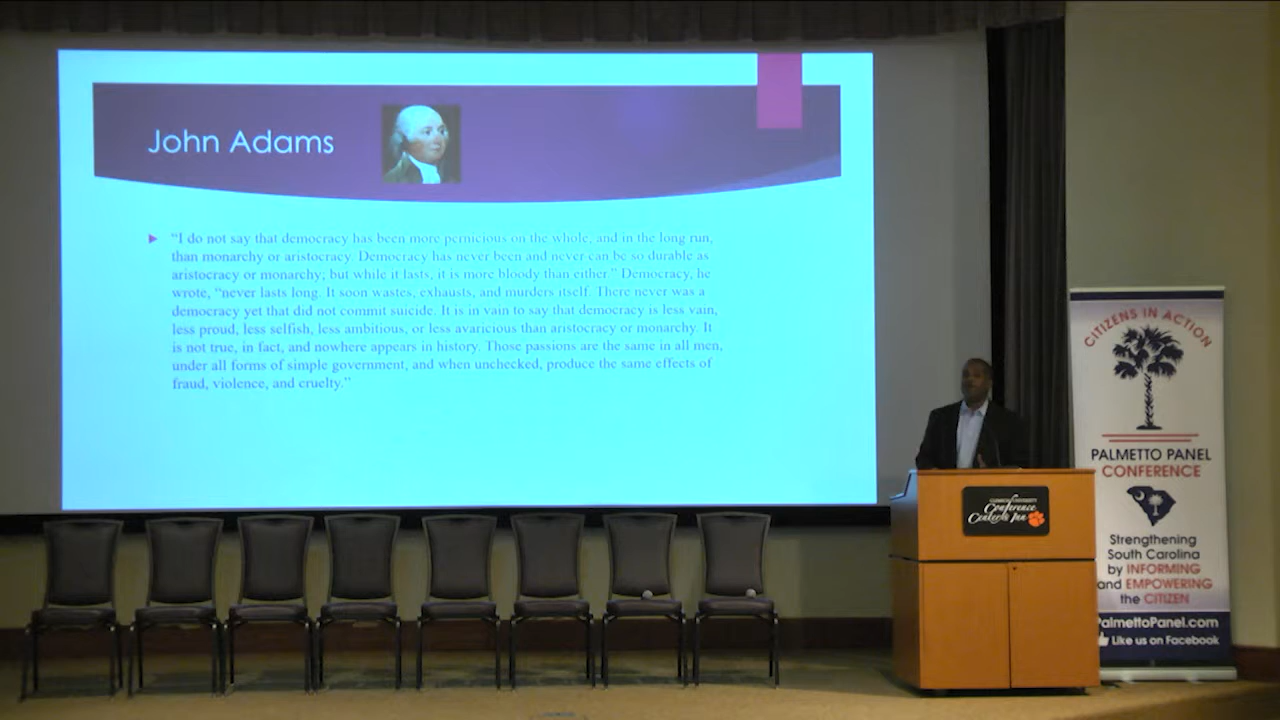 John Adams
“I do not say that democracy has been more pernicious on the whole, and in the long run,
than monarchy or aristocracy. Democracy has never been and never can be so durable as
aristocracy or monarchy; but while it lasts, it is more bloody than either.” Democracy, he
wrote, “never lasts long. It soon wastes, exhausts, and murders itself. There never was a
democracy yet that did not commit suicide. It is in vain to say that democracy is less vain,
less proud, less selfish, less ambitious, or less avaricious than aristocracy or monarchy. It
is not true, in fact, and nowhere appears in history. Those passions are the same in all men,
under all forms of simple government, and when unchecked, produce the same effects of
fraud, violence, and cruelty.”
CLEMSON UNIVERSITY
Conference
Center & Inn
CITIZENS IN ACTION
PALMETTO PANEL
CONFERENCE
Strengthening
South Carolina
by INFORMING
and EMPOWERING
the CITIZEN
PalmettoPanel.com
Like us on Facebook